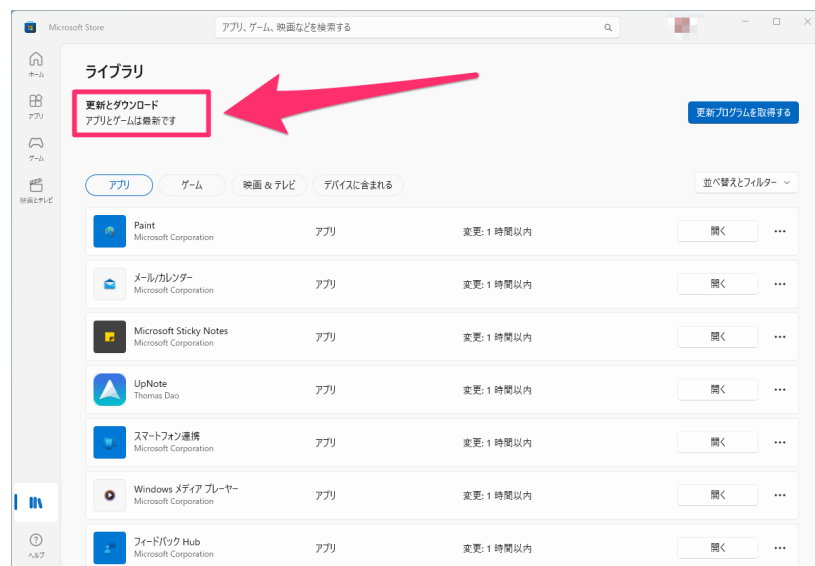 Microsoft Store
アプリ、ゲーム、映画などを検索する
ホーム
アプリ
ゲーム
映画とテレビ
ライブラリ
更新とダウンロード
アプリとゲームは最新です
更新プログラムを取得する
アプリ
ゲーム
映画 & テレビ
デバイスに含まれる
並べ替えとフィルター
Paint
Microsoft Corporation
アプリ
変更: 1 時間以内
開く
メール/カレンダー
Microsoft Corporation
アプリ
変更: 1 時間以内
開く
Microsoft Sticky Notes
Microsoft Corporation
アプリ
変更: 1 時間以内
開く
UpNote
Thomas Dao
アプリ
変更: 1 時間以内
開く
スマートフォン連携
Microsoft Corporation
アプリ
変更: 1 時間以内
開く
Windows メディア プレーヤー
Microsoft Corporation
アプリ
変更: 1 時間以内
開く
フィードバック Hub
Microsoft Corporation
アプリ
変更: 1 時間以内
開く
ヘルプ